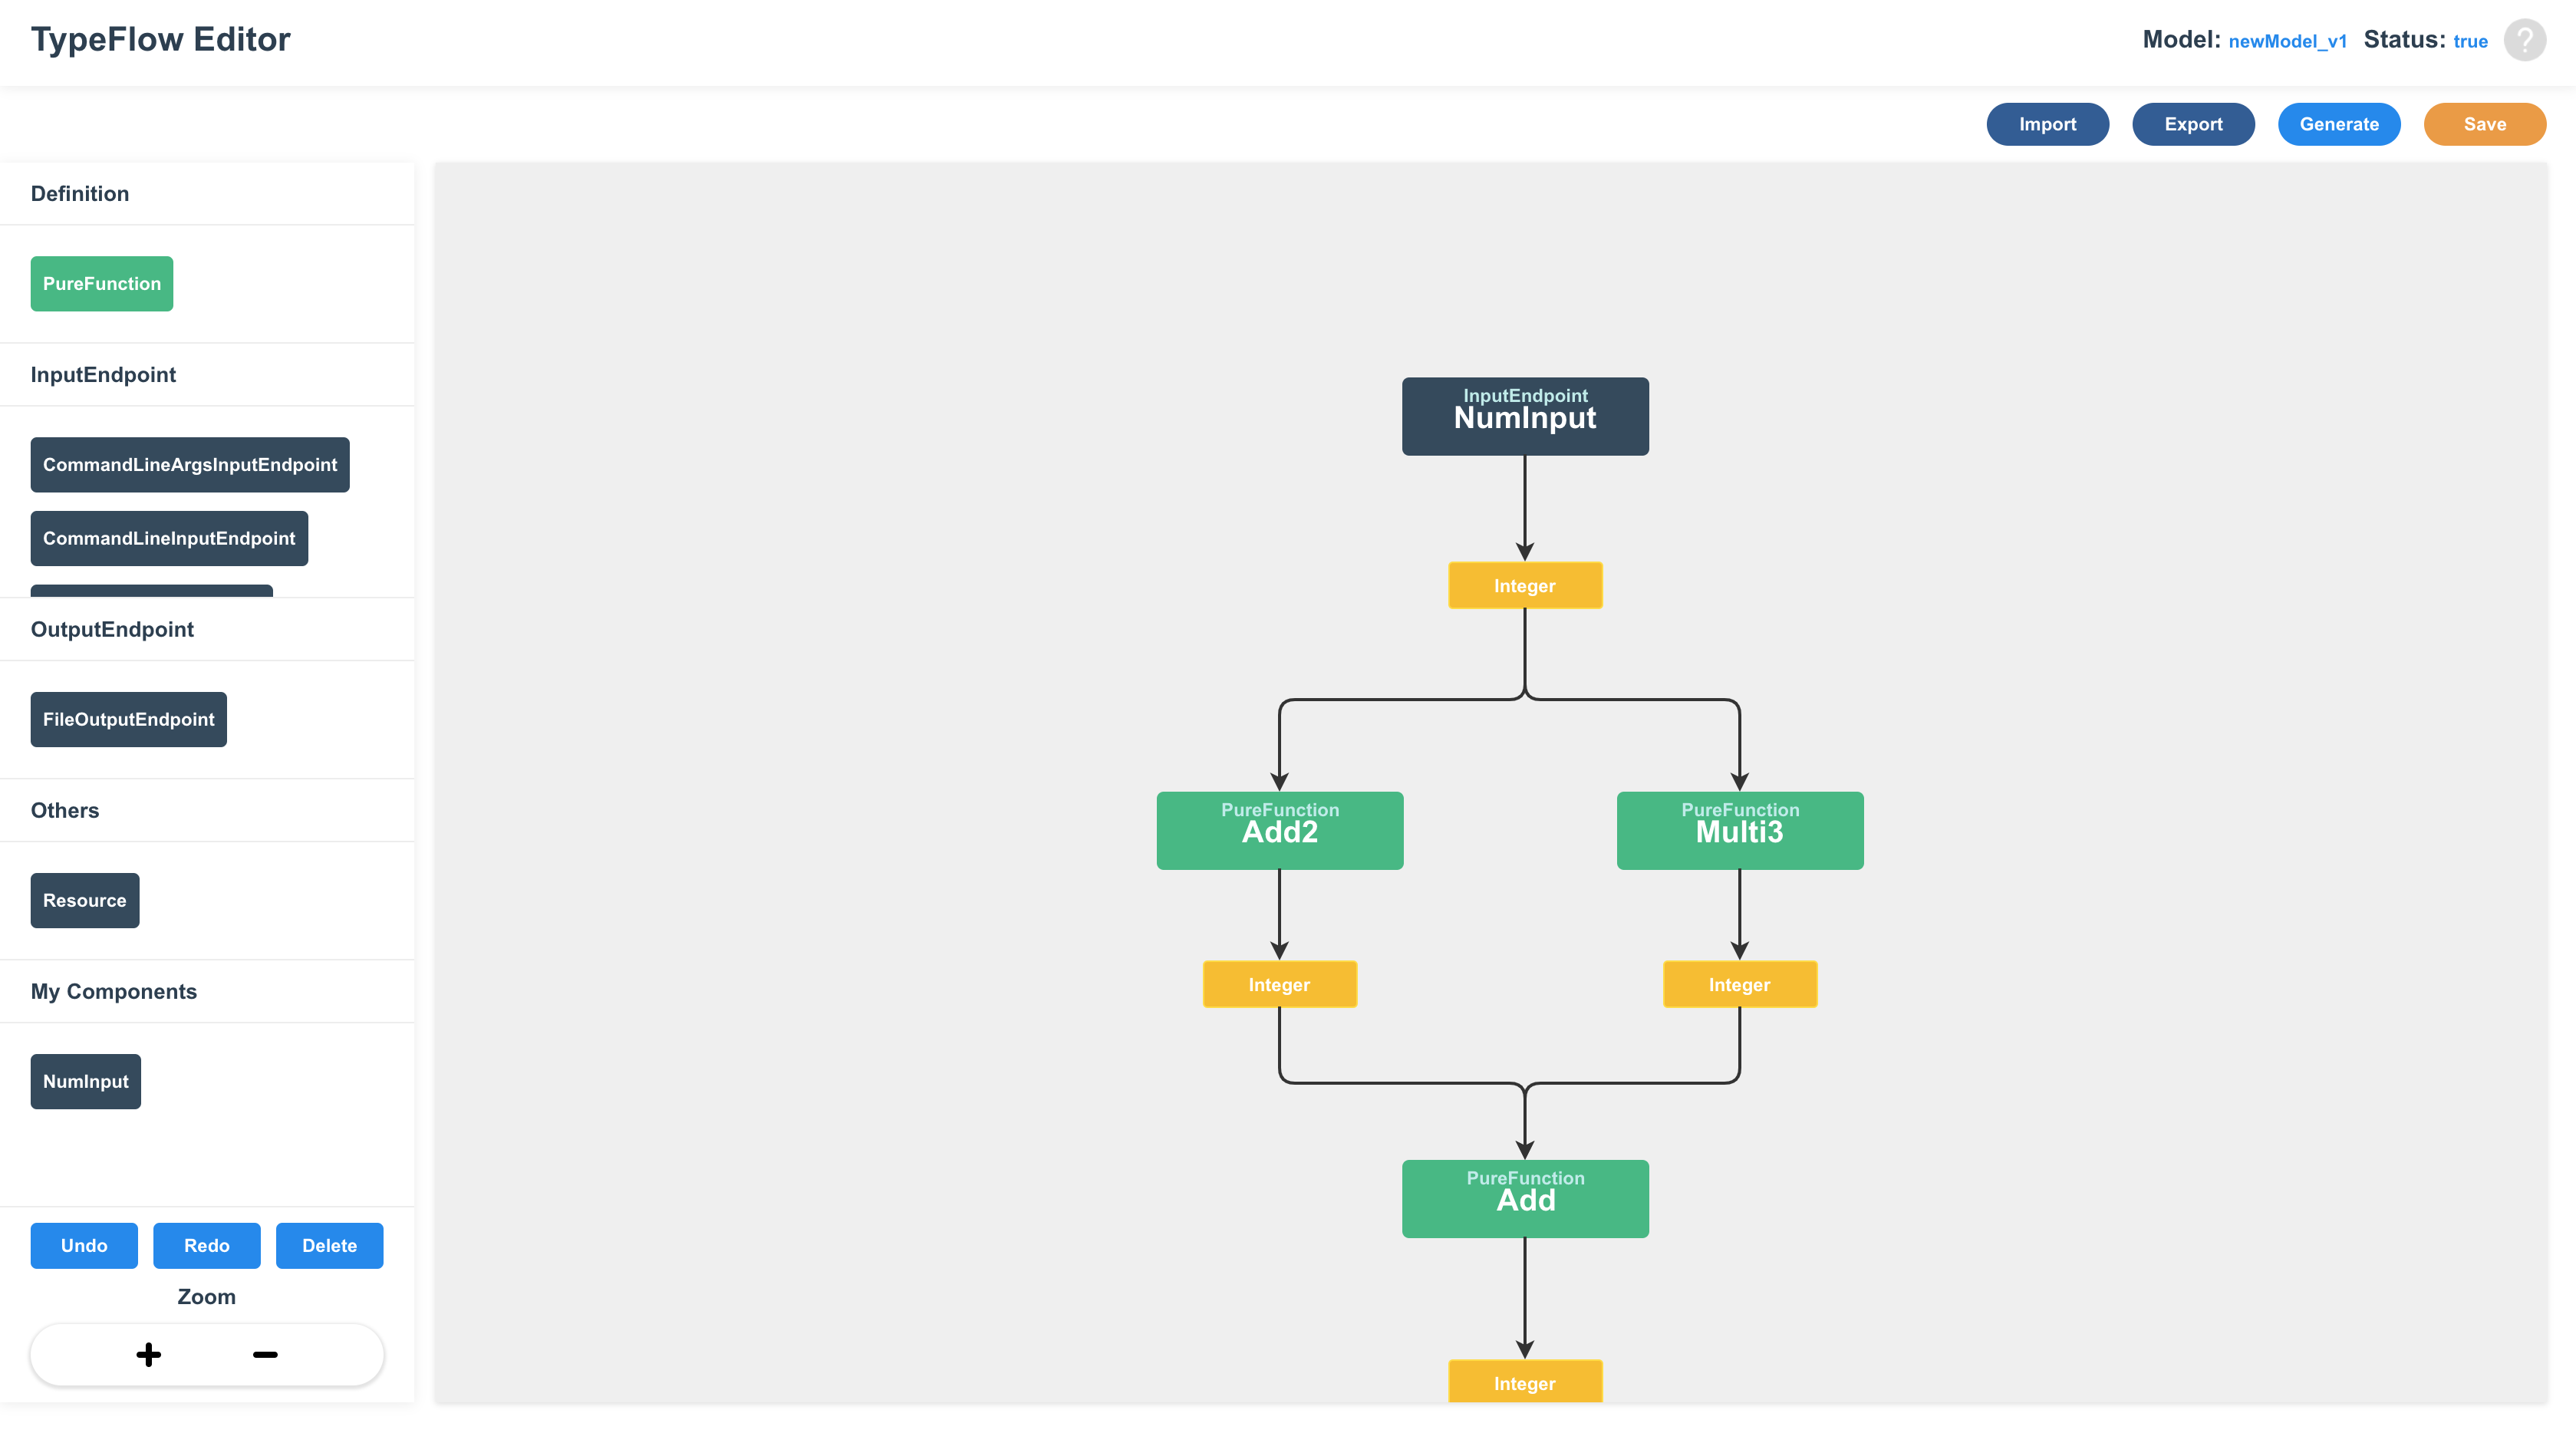 TypeFlow Editor
Model: newModel_v1 Status: true ?
Import Export Generate Save
Definition
PureFunction
InputEndpoint
CommandLineArgsInputEndpoint
CommandLineInputEndpoint
OutputEndpoint
FileOutputEndpoint
Others
Resource
My Components
NumInput
Undo Redo Delete
Zoom
+ −
InputEndpoint
NumInput
Integer
PureFunction
Add2
PureFunction
Multi3
Integer
Integer
PureFunction
Add
Integer